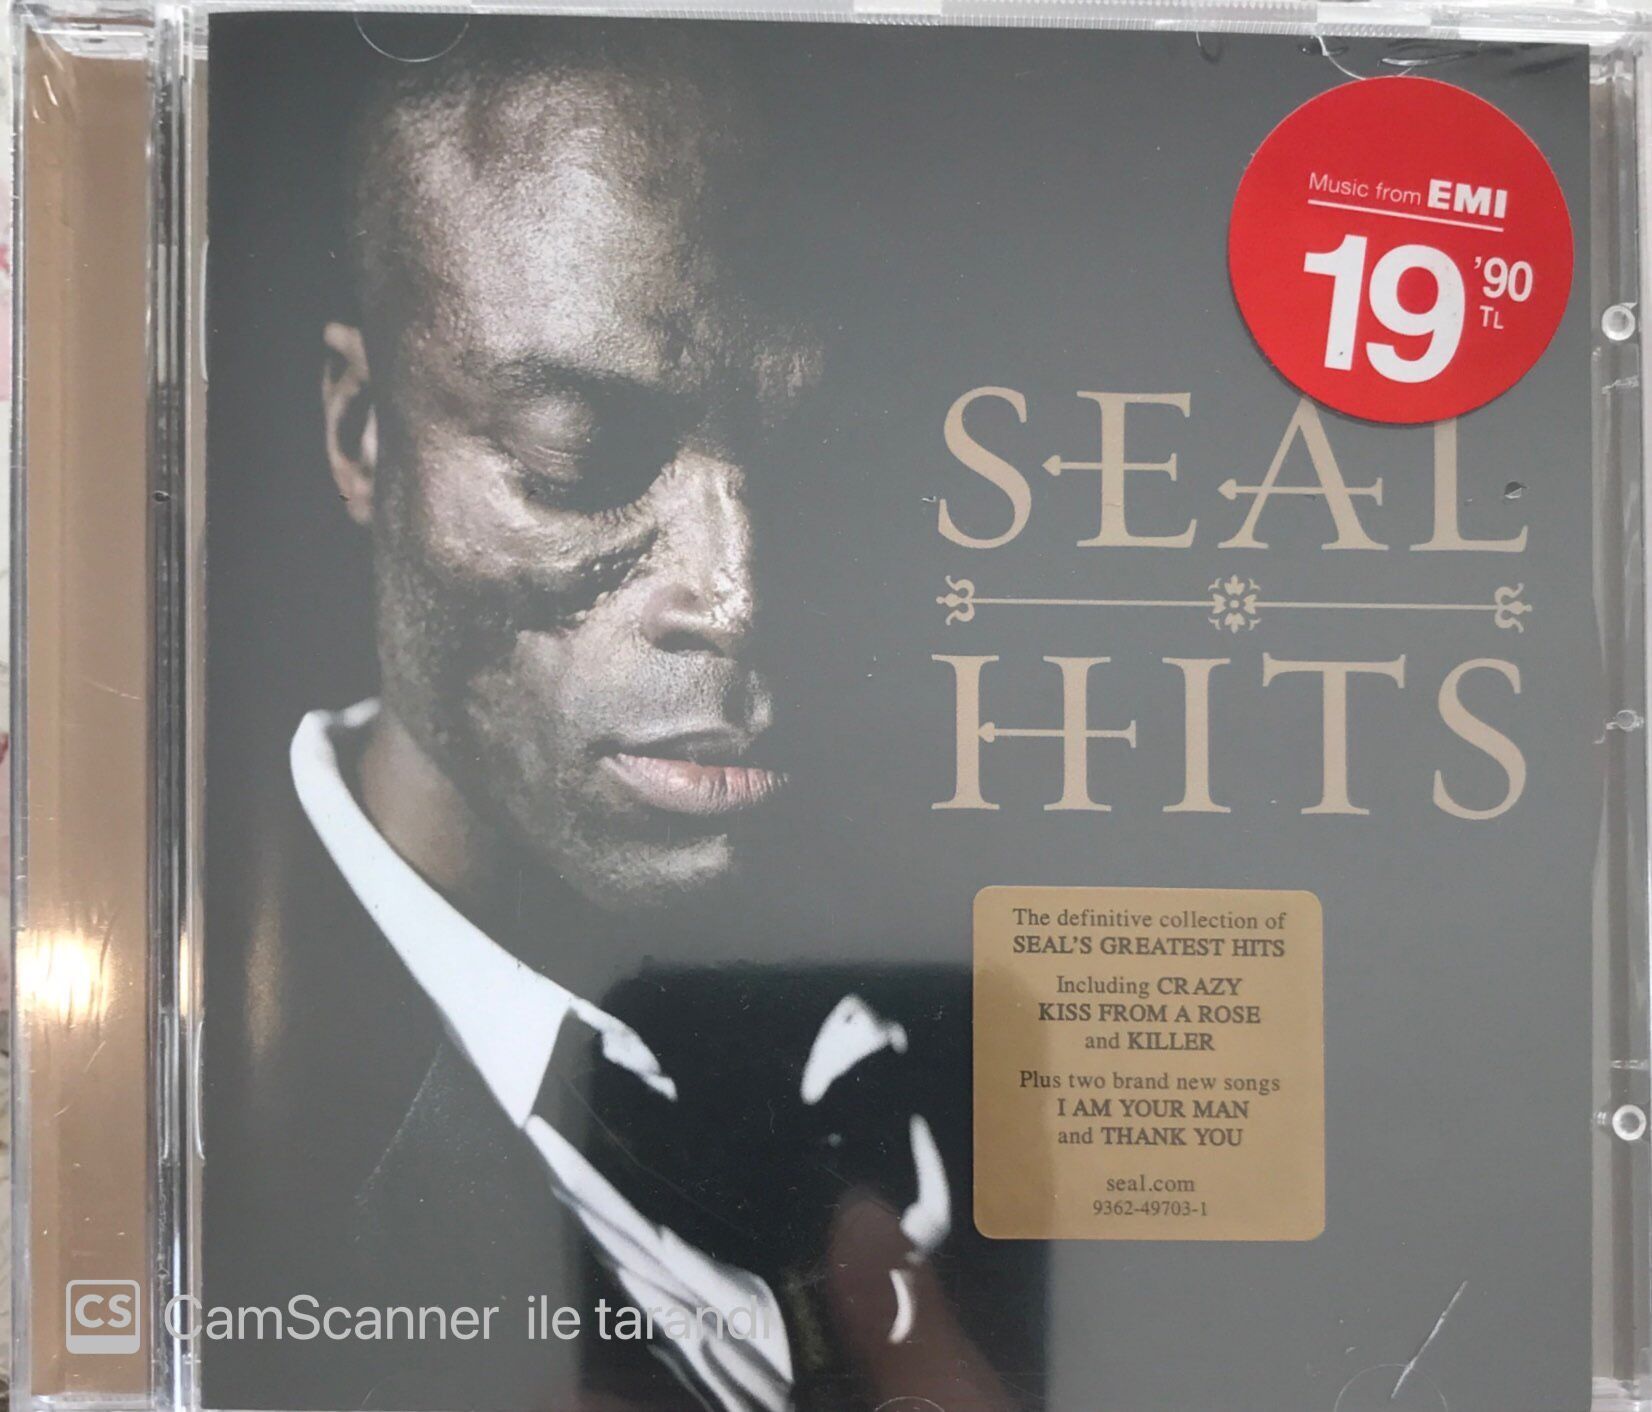 Music from EMI
19 '90
TL
SEAL
HITS
The definitive collection of
SEAL'S GREATEST HITS
Including CRAZY
KISS FROM A ROSE
and KILLER
Plus two brand new songs
I AM YOUR MAN
and THANK YOU
seal.com
9362-49703-1
CS CamScanner ile tarandı